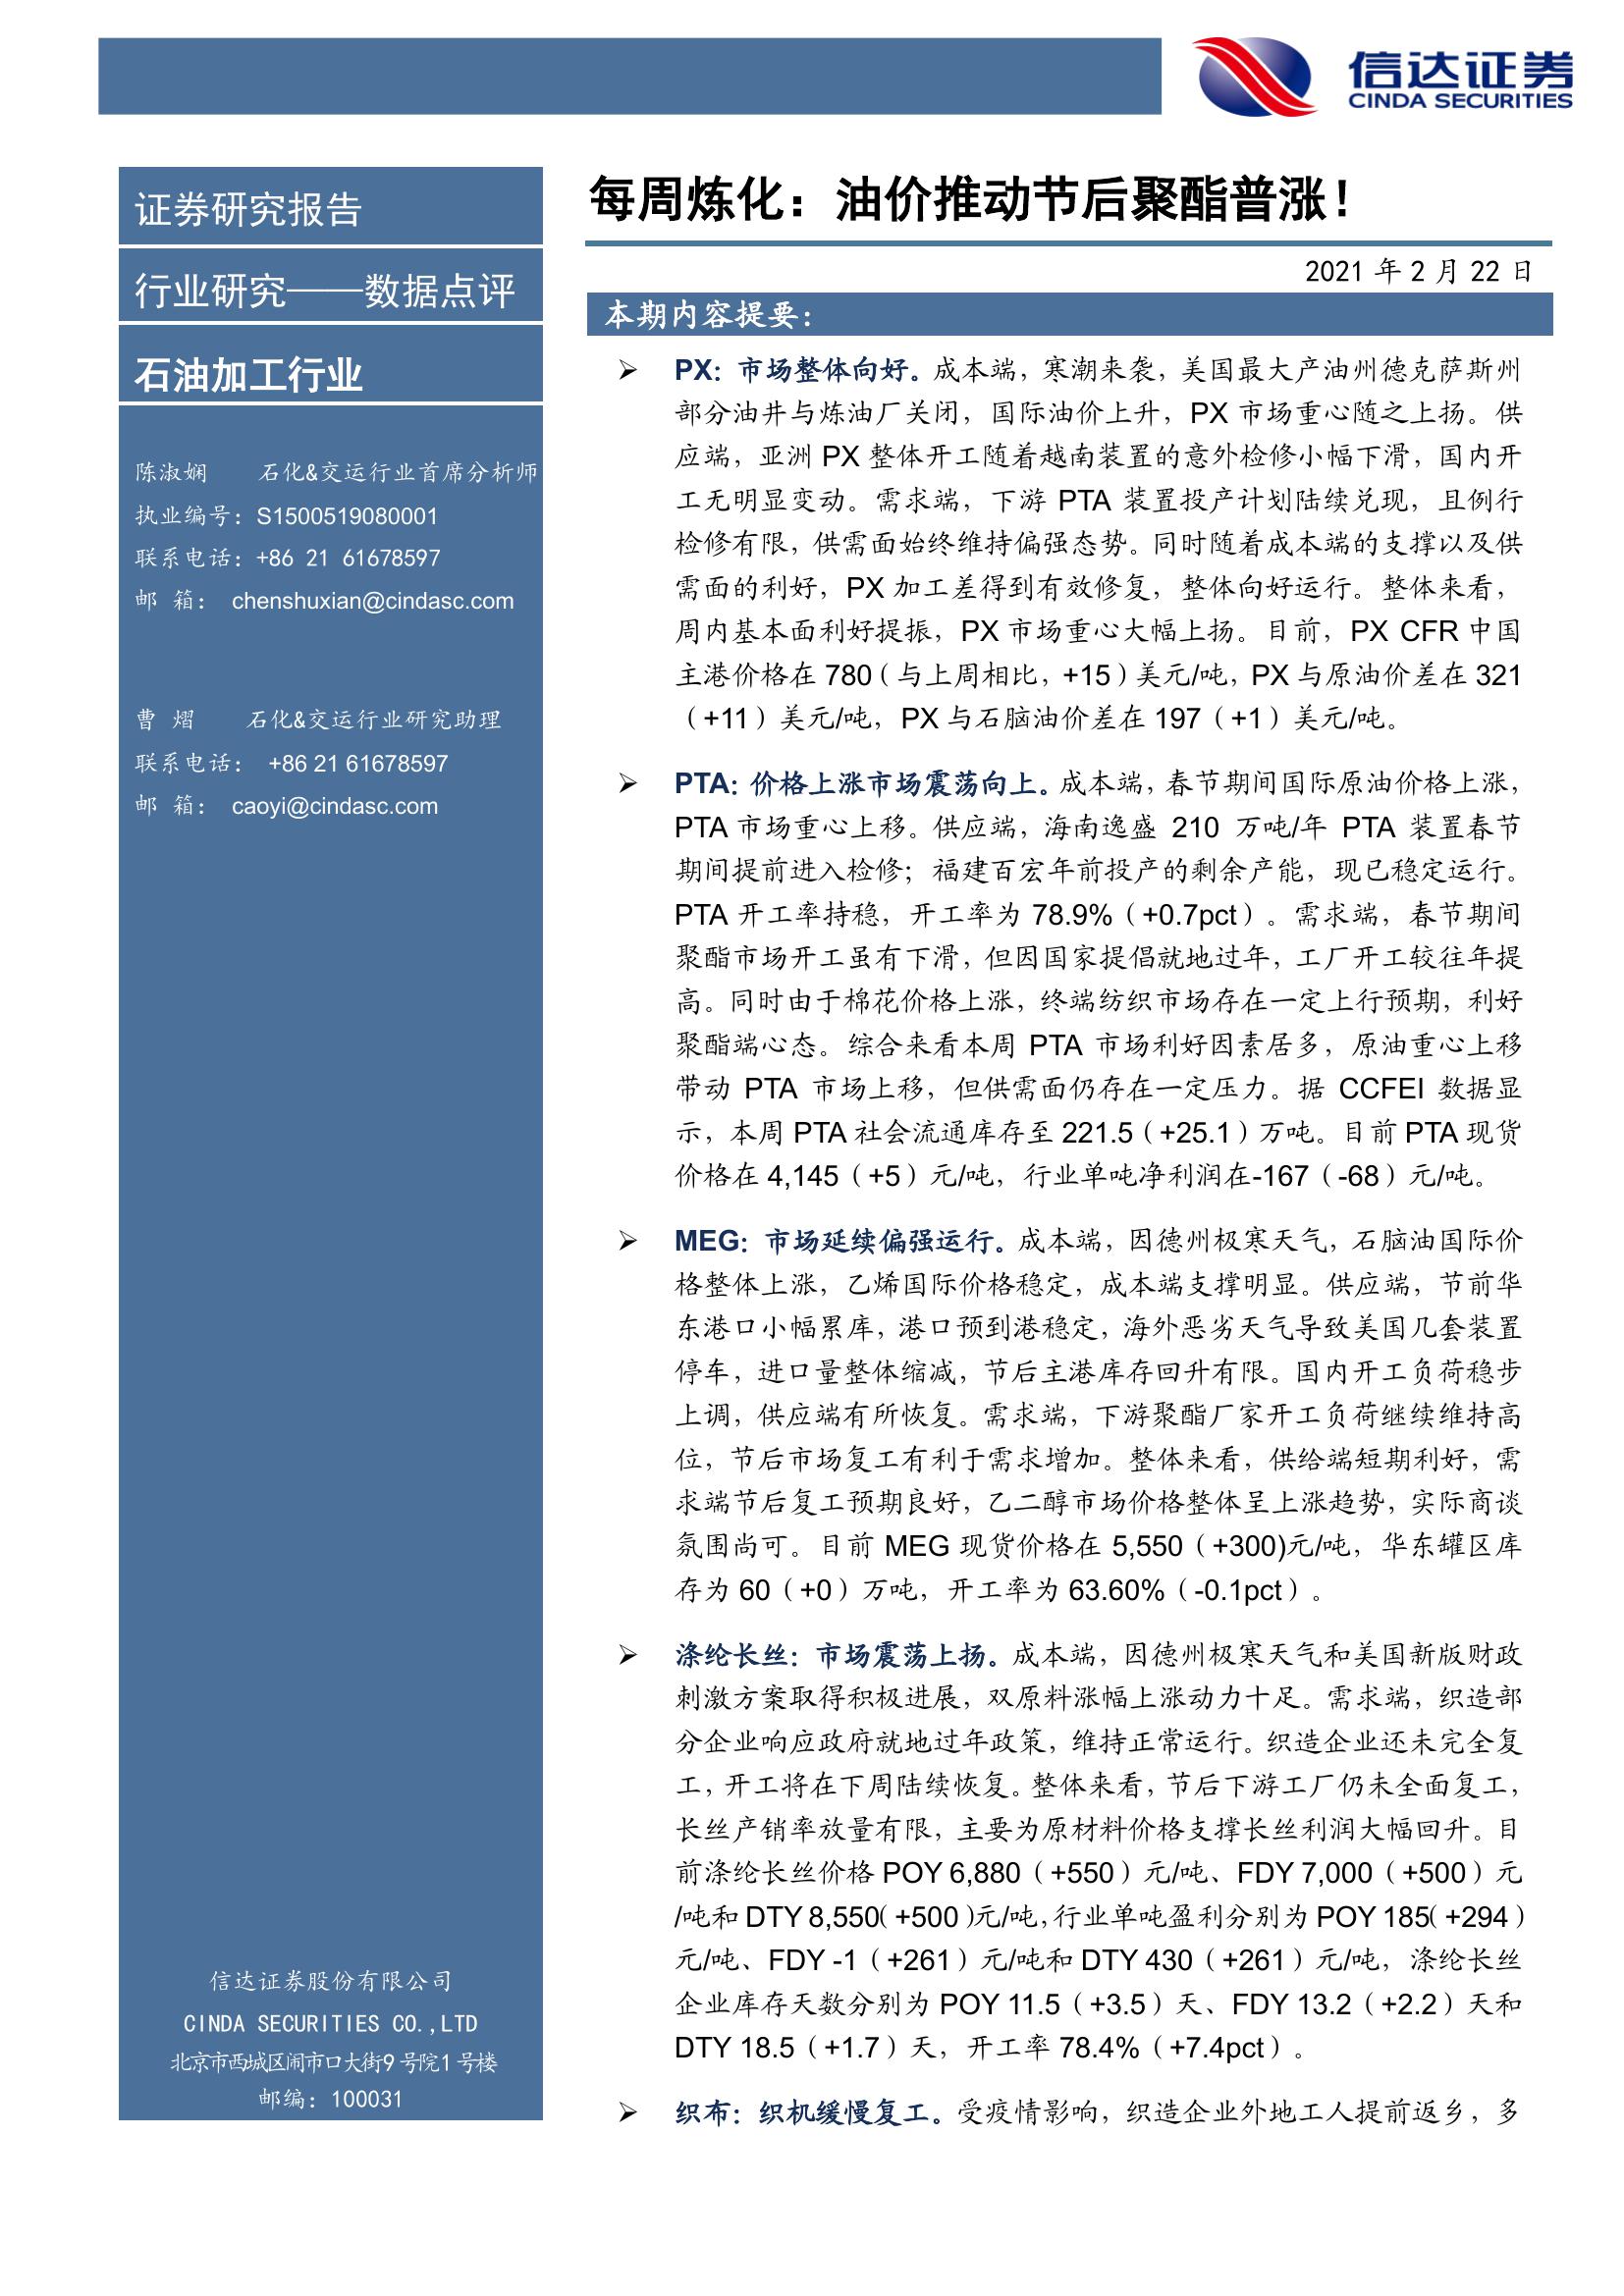 信达证券
CINDA SECURITIES
证券研究报告
行业研究——数据点评
石油加工行业
陈淑娴 石化&交运行业首席分析师
执业编号：S1500519080001
联系电话：+86 21 61678597
邮 箱： chenshuxian@cindasc.com
曹 熠 石化&交运行业研究助理
联系电话： +86 21 61678597
邮 箱： caoyi@cindasc.com
信达证券股份有限公司
CINDA SECURITIES CO.,LTD
北京市西城区闹市口大街9号院1号楼
邮编：100031
每周炼化：油价推动节后聚酯普涨！
2021 年 2 月 22 日
本期内容提要：
➢ PX：市场整体向好。成本端，寒潮来袭，美国最大产油州德克萨斯州
部分油井与炼油厂关闭，国际油价上升，PX 市场重心随之上扬。供
应端，亚洲 PX 整体开工随着越南装置的意外检修小幅下滑，国内开
工无明显变动。需求端，下游 PTA 装置投产计划陆续兑现，且例行
检修有限，供需面始终维持偏强态势。同时随着成本端的支撑以及供
需面的利好，PX 加工差得到有效修复，整体向好运行。整体来看，
周内基本面利好提振，PX 市场重心大幅上扬。目前，PX CFR 中国
主港价格在 780（与上周相比，+15）美元/吨，PX 与原油价差在 321
（+11）美元/吨，PX 与石脑油价差在 197（+1）美元/吨。
➢ PTA：价格上涨市场震荡向上。成本端，春节期间国际原油价格上涨，
PTA 市场重心上移。供应端，海南逸盛 210 万吨/年 PTA 装置春节
期间提前进入检修；福建百宏年前投产的剩余产能，现已稳定运行。
PTA 开工率持稳，开工率为 78.9%（+0.7pct）。需求端，春节期间
聚酯市场开工虽有下滑，但因国家提倡就地过年，工厂开工较往年提
高。同时由于棉花价格上涨，终端纺织市场存在一定上行预期，利好
聚酯端心态。综合来看本周 PTA 市场利好因素居多，原油重心上移
带动 PTA 市场上移，但供需面仍存在一定压力。据 CCFEI 数据显
示，本周 PTA 社会流通库存至 221.5（+25.1）万吨。目前 PTA 现货
价格在 4,145（+5）元/吨，行业单吨净利润在-167（-68）元/吨。
➢ MEG：市场延续偏强运行。成本端，因德州极寒天气，石脑油国际价
格整体上涨，乙烯国际价格稳定，成本端支撑明显。供应端，节前华
东港口小幅累库，港口预到港稳定，海外恶劣天气导致美国几套装置
停车，进口量整体缩减，节后主港库存回升有限。国内开工负荷稳步
上调，供应端有所恢复。需求端，下游聚酯厂家开工负荷继续维持高
位，节后市场复工有利于需求增加。整体来看，供给端短期利好，需
求端节后复工预期良好，乙二醇市场价格整体呈上涨趋势，实际商谈
氛围尚可。目前 MEG 现货价格在 5,550（+300)元/吨，华东罐区库
存为 60（+0）万吨，开工率为 63.60%（-0.1pct）。
➢ 涤纶长丝：市场震荡上扬。成本端，因德州极寒天气和美国新版财政
刺激方案取得积极进展，双原料涨幅上涨动力十足。需求端，织造部
分企业响应政府就地过年政策，维持正常运行。织造企业还未完全复
工，开工将在下周陆续恢复。整体来看，节后下游工厂仍未全面复工，
长丝产销率放量有限，主要为原材料价格支撑长丝利润大幅回升。目
前涤纶长丝价格 POY 6,880（+550）元/吨、FDY 7,000（+500）元
/吨和 DTY 8,550（+500）元/吨，行业单吨盈利分别为 POY 185（+294）
元/吨、FDY -1（+261）元/吨和 DTY 430（+261）元/吨，涤纶长丝
企业库存天数分别为 POY 11.5（+3.5）天、FDY 13.2（+2.2）天和
DTY 18.5（+1.7）天，开工率 78.4%（+7.4pct）。
➢ 织布：织机缓慢复工。受疫情影响，织造企业外地工人提前返乡，多